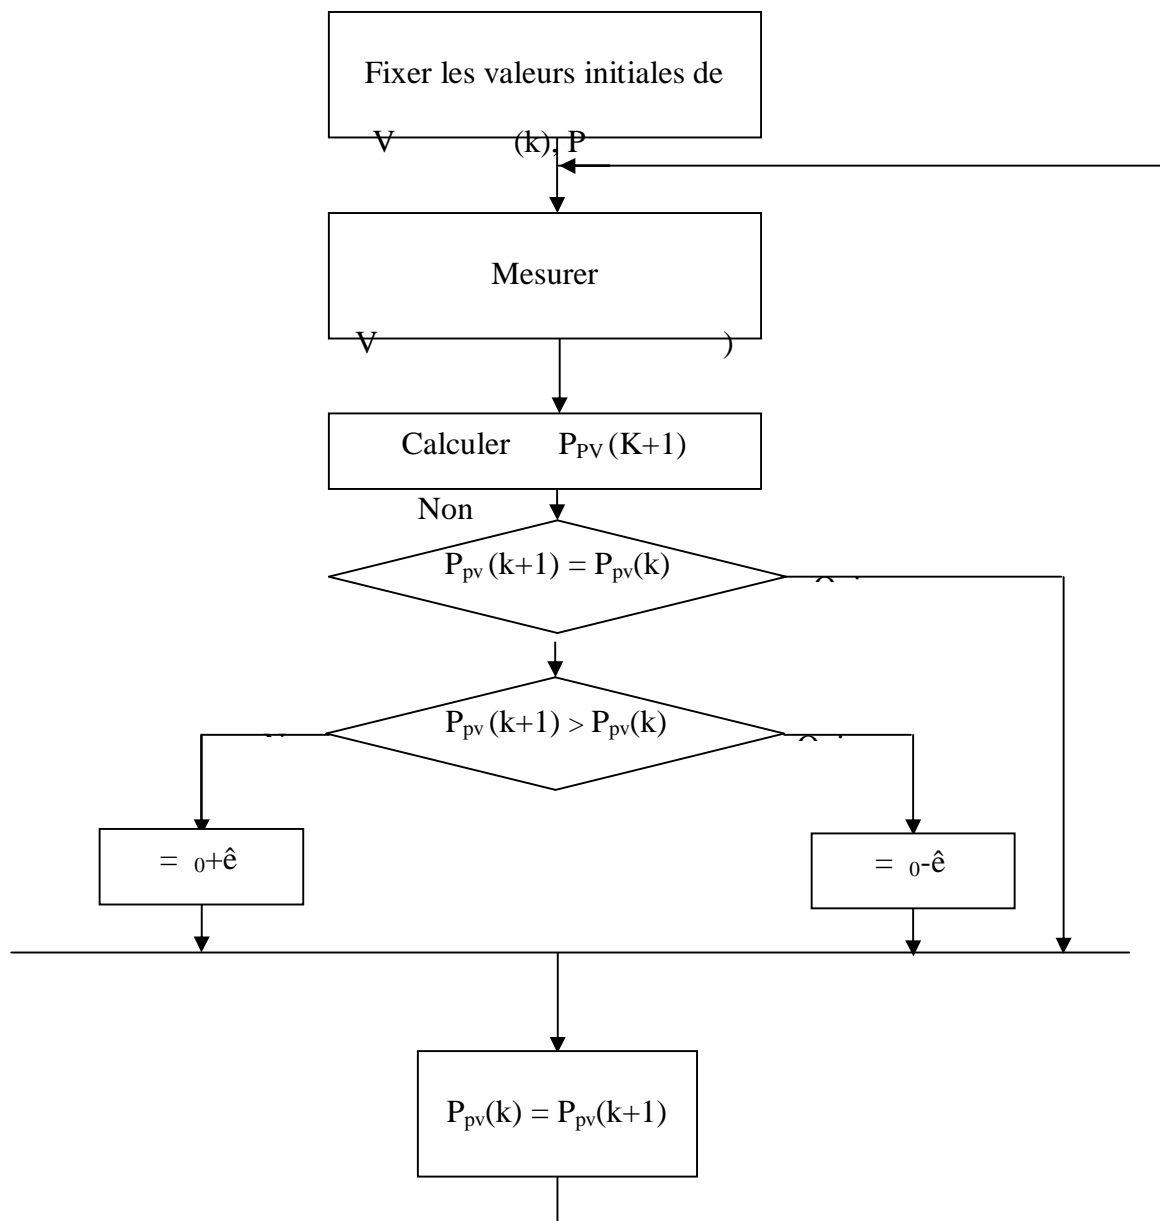 Fixer les valeurs initiales de
V (k), P
Mesurer
V )
Calculer P_PV (K+1)
Non
P_pv (k+1) = P_pv(k)
P_pv (k+1) > P_pv(k)
= ₀+ê
= ₀-ê
P_pv(k) = P_pv(k+1)